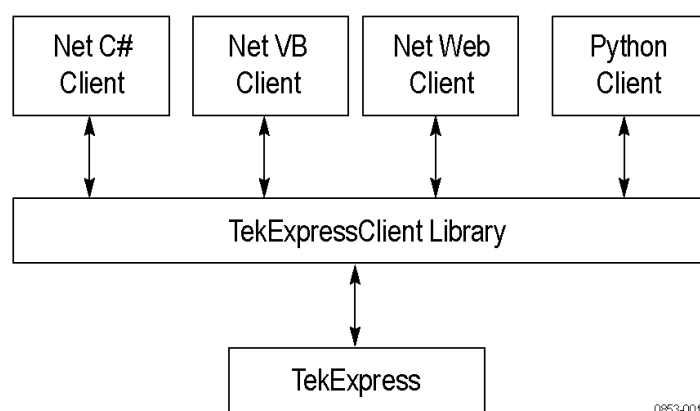 Net C#
Client
Net VB
Client
Net Web
Client
Python
Client
TekExpressClient Library
TekExpress